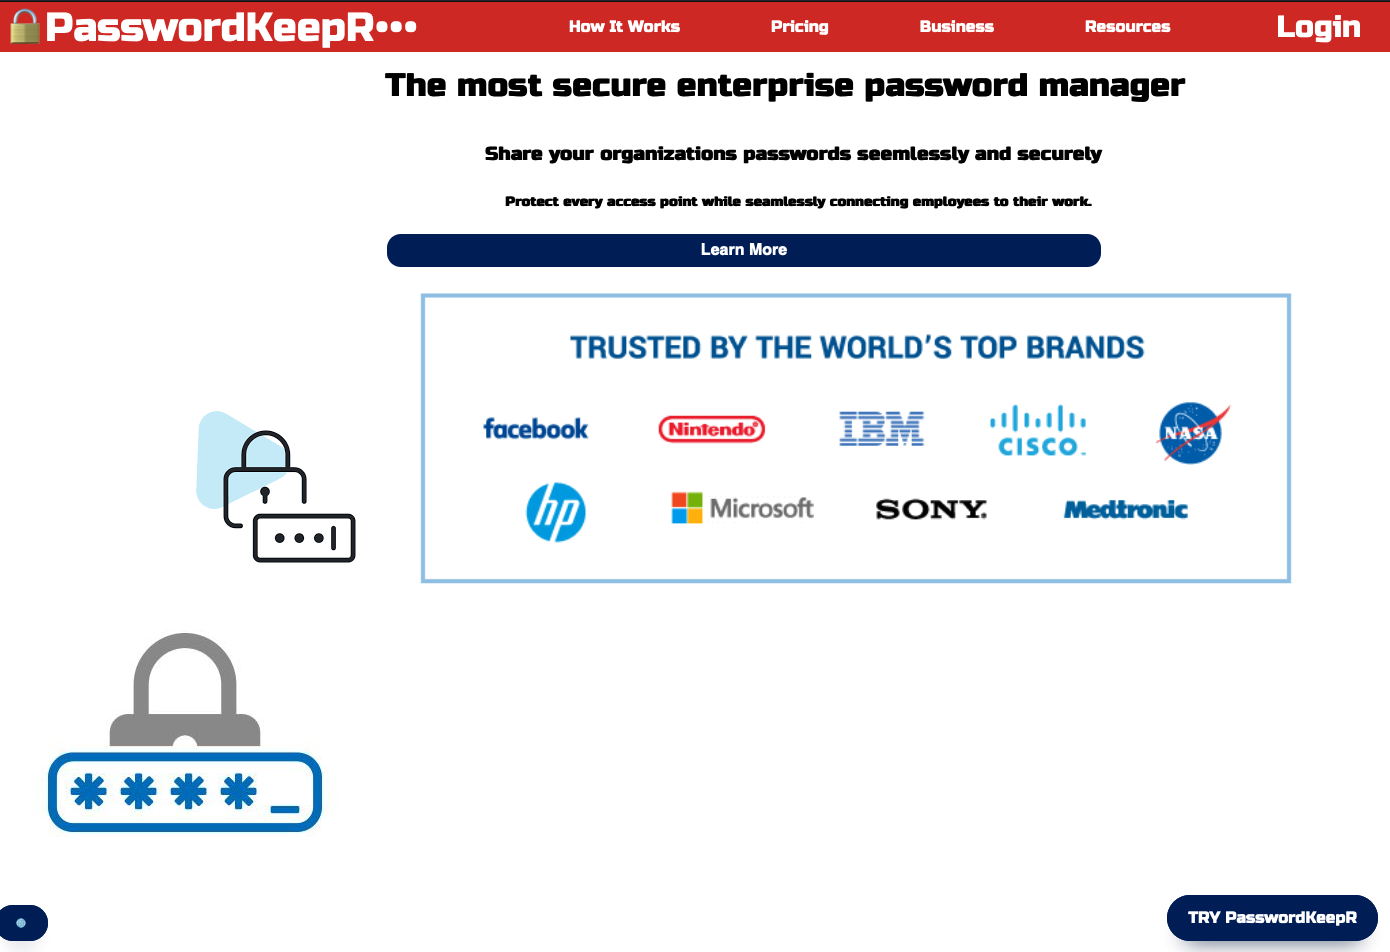 PasswordKeepR•••
How It Works
Pricing
Business
Resources
Login
The most secure enterprise password manager
Share your organizations passwords seemlessly and securely
Protect every access point while seamlessly connecting employees to their work.
Learn More
TRUSTED BY THE WORLD'S TOP BRANDS
facebook
Nintendo®
IBM
CISCO™
NASA
hp
Microsoft
SONY.
Medtronic
****_
TRY PasswordKeepR